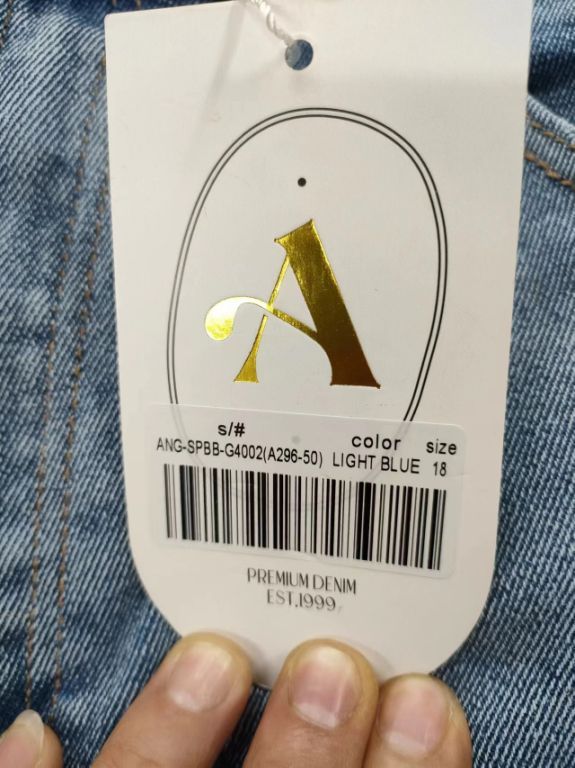 A
s/# color size
ANG-SPBB-G4002(A296-50) LIGHT BLUE 18
PREMIUM DENIM
EST.1999